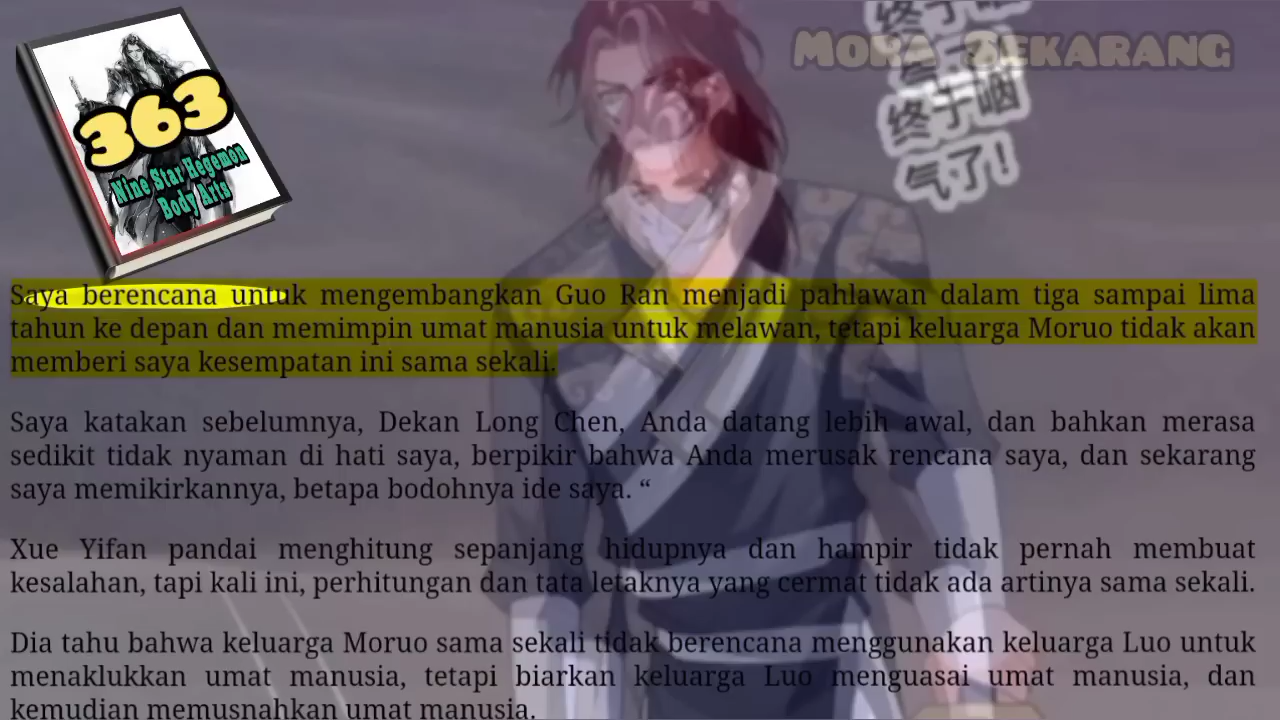 363
Nine Star Hegemon
Body Arts
Moha Sekarang
终于晒
气了!
Saya berencana untuk mengembangkan Guo Ran menjadi pahlawan dalam tiga sampai lima
tahun ke depan dan memimpin umat manusia untuk melawan, tetapi keluarga Moruo tidak akan
memberi saya kesempatan ini sama sekali.
Saya katakan sebelumnya, Dekan Long Chen, Anda datang lebih awal, dan bahkan merasa
sedikit tidak nyaman di hati saya, berpikir bahwa Anda merusak rencana saya, dan sekarang
saya memikirkannya, betapa bodohnya ide saya. “
Xue Yifan pandai menghitung sepanjang hidupnya dan hampir tidak pernah membuat
kesalahan, tapi kali ini, perhitungan dan tata letaknya yang cermat tidak ada artinya sama sekali.
Dia tahu bahwa keluarga Moruo sama sekali tidak berencana menggunakan keluarga Luo untuk
menaklukkan umat manusia, tetapi biarkan keluarga Luo menguasai umat manusia, dan
kemudian memusnahkan umat manusia.